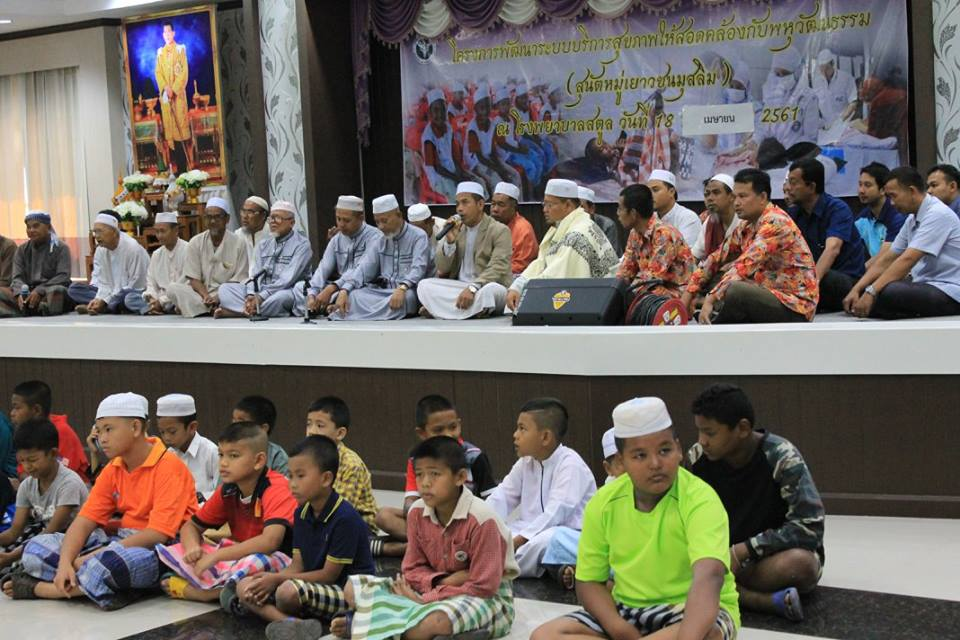 โครงการพัฒนาระบบบริการสุขภาพให้สอดคล้องกับพหุวัฒนธรรม
(สุนัตหมู่เยาวชนมุสลิม)
ณ โรงพยาบาลสตูล วันที่ 18 เมษายน 2561